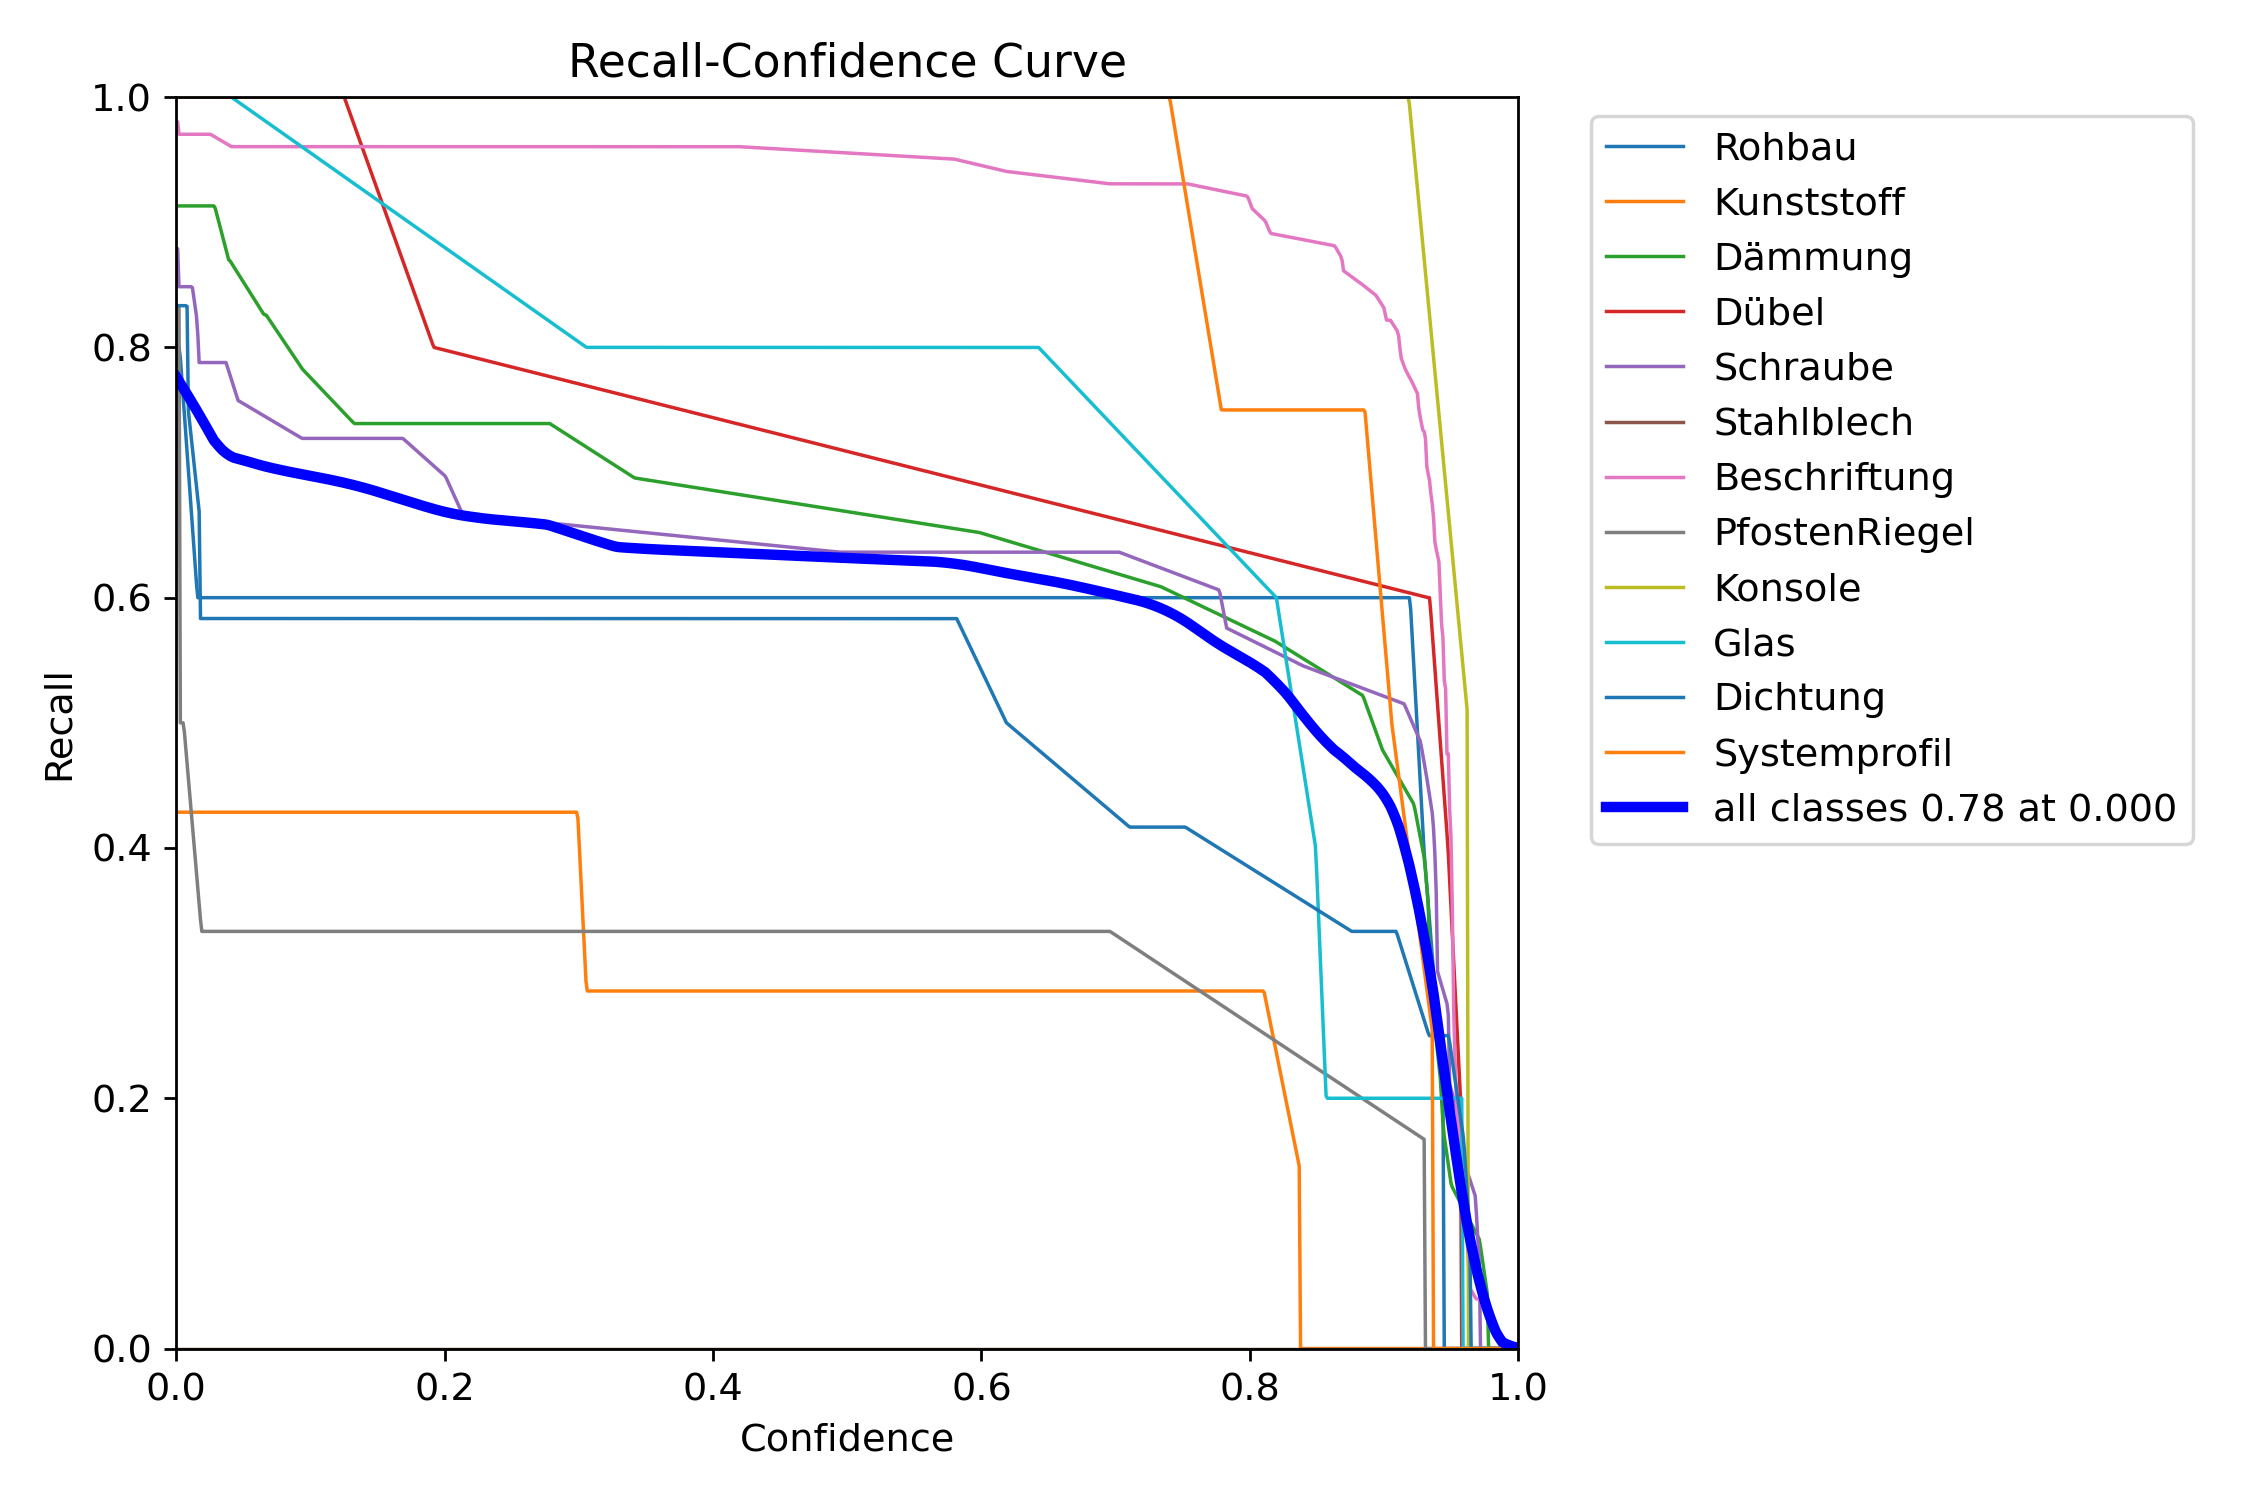 Recall-Confidence Curve
1.0
0.8
0.6
0.4
0.2
0.0
Recall
0.0 0.2 0.4 0.6 0.8 1.0
Confidence
Rohbau
Kunststoff
Dämmung
Dübel
Schraube
Stahlblech
Beschriftung
PfostenRiegel
Konsole
Glas
Dichtung
Systemprofil
all classes 0.78 at 0.000